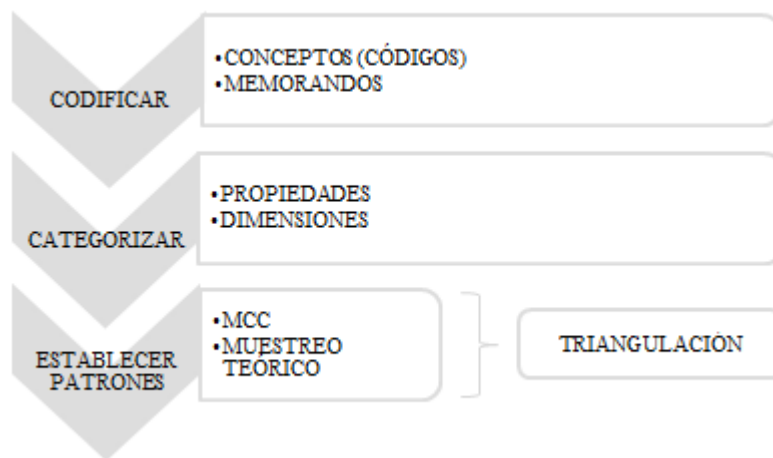 CODIFICAR
•CONCEPTOS (CÓDIGOS)
•MEMORANDOS
CATEGORIZAR
•PROPIEDADES
•DIMENSIONES
ESTABLECER
PATRONES
•MCC
•MUESTREO
TEÓRICO
TRIANGULACIÓN